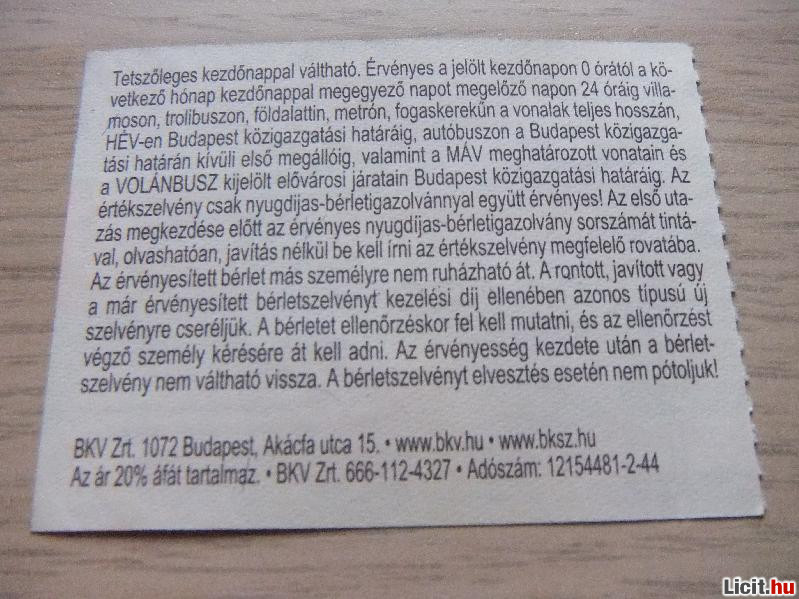 Tetszőleges kezdőnappal váltható. Érvényes a jelölt kezdőnapon 0 órától a kö-
vetkező hónap kezdőnappal megegyező napot megelőző napon 24 óráig villa-
moson, trolibuszon, földalattin, metrón, fogaskerekűn a vonalak teljes hosszán,
HÉV-en Budapest közigazgatási határáig, autóbuszon a Budapest közigazga-
tási határán kívüli első megállóig, valamint a MÁV meghatározott vonatain és
a VOLÁNBUSZ kijelölt elővárosi járatain Budapest közigazgatási határáig. Az
értékszelvény csak nyugdijas-bérletigazolvánnyal együtt érvényes! Az első uta-
zás megkezdése előtt az érvényes nyugdijas-bérletigazolvány sorszámát tintá-
val, olvashatóan, javítás nélkül be kell írni az értékszelvény megfelelő rovatába.
Az érvényesített bérlet más személyre nem ruházható át. A rontott, javított vagy
a már érvényesített bérletszelvényt kezelési díj ellenében azonos típusú új
szelvényre cseréljük. A bérletet ellenőrzéskor fel kell mutatni, és az ellenőrzést
végző személy kérésére át kell adni. Az érvényesség kezdete után a bérlet-
szelvény nem váltható vissza. A bérletszelvényt elvesztés esetén nem pótoljuk!
BKV Zrt. 1072 Budapest, Akácfa utca 15. • www.bkv.hu • www.bksz.hu
Az ár 20% áfát tartalmaz. • BKV Zrt. 666-112-4327 • Adószám: 12154481-2-44
Licit.hu